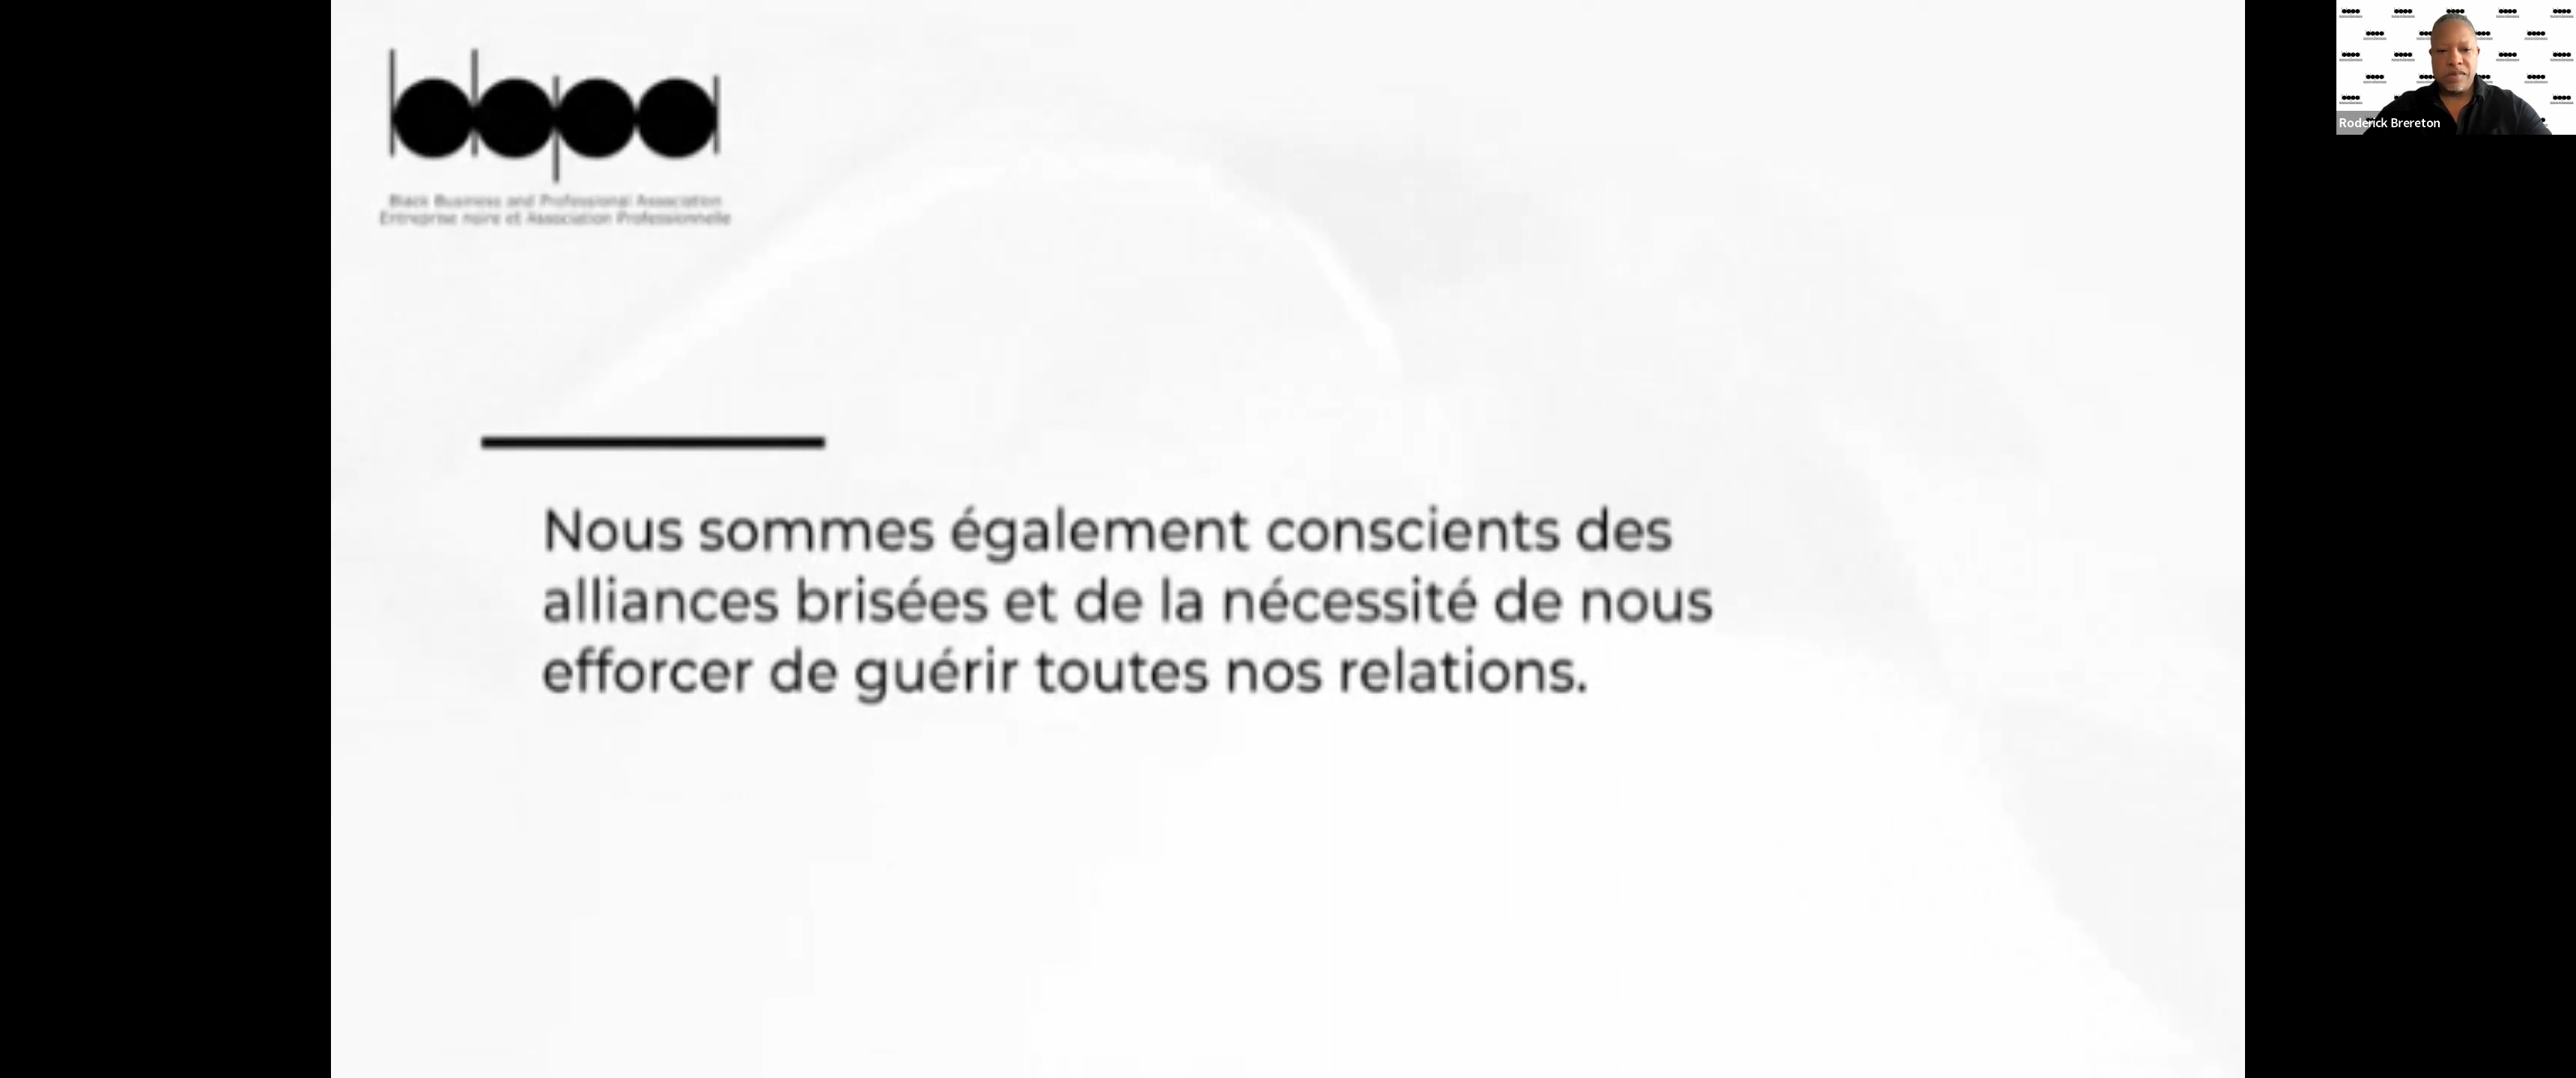 bbpa
Black Business and Professional Association
Entreprise noire et Association Professionnelle
Nous sommes également conscients des
alliances brisées et de la nécessité de nous
efforcer de guérir toutes nos relations.
Roderick Brereton